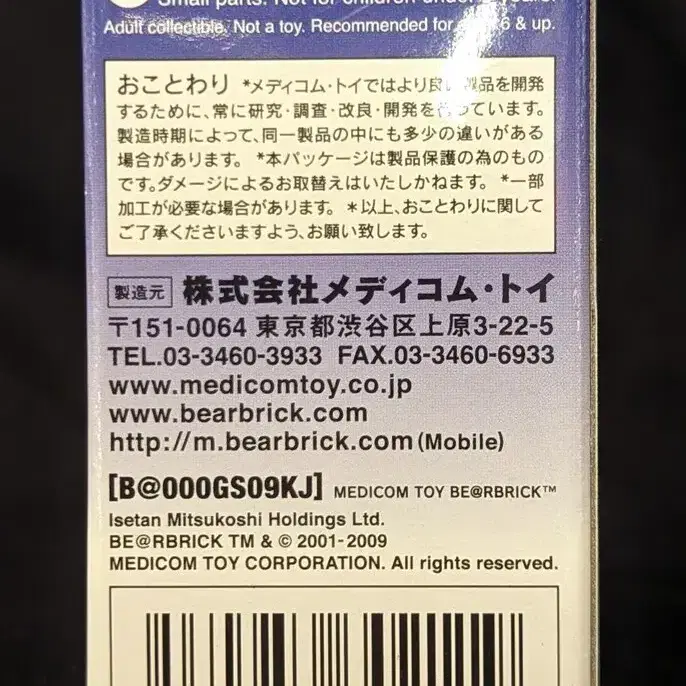 Small parts. Not for children under
Adult collectible. Not a toy. Recommended for 6 & up.
おことわり *メディコム・トイではより良い製品を開発
するために、常に研究・調査・改良・開発を行っています。
製造時期によって、同一製品の中にも多少の違いがある
場合があります。 *本パッケージは製品保護の為のもの
です。ダメージによるお取替えはいたしかねます。 *一部
加工が必要な場合があります。 *以上、おことわりに関して
ご了承くださいますよう、お願い致します。
製造元 株式会社メディコム・トイ
〒151-0064 東京都渋谷区上原3-22-5
TEL.03-3460-3933 FAX.03-3460-6933
www.medicomtoy.co.jp
www.bearbrick.com
http://m.bearbrick.com (Mobile)
[B@000GS09KJ] MEDICOM TOY BE@RBRICK™
Isetan Mitsukoshi Holdings Ltd.
BE@RBRICK TM & © 2001-2009
MEDICOM TOY CORPORATION. All rights reserved.